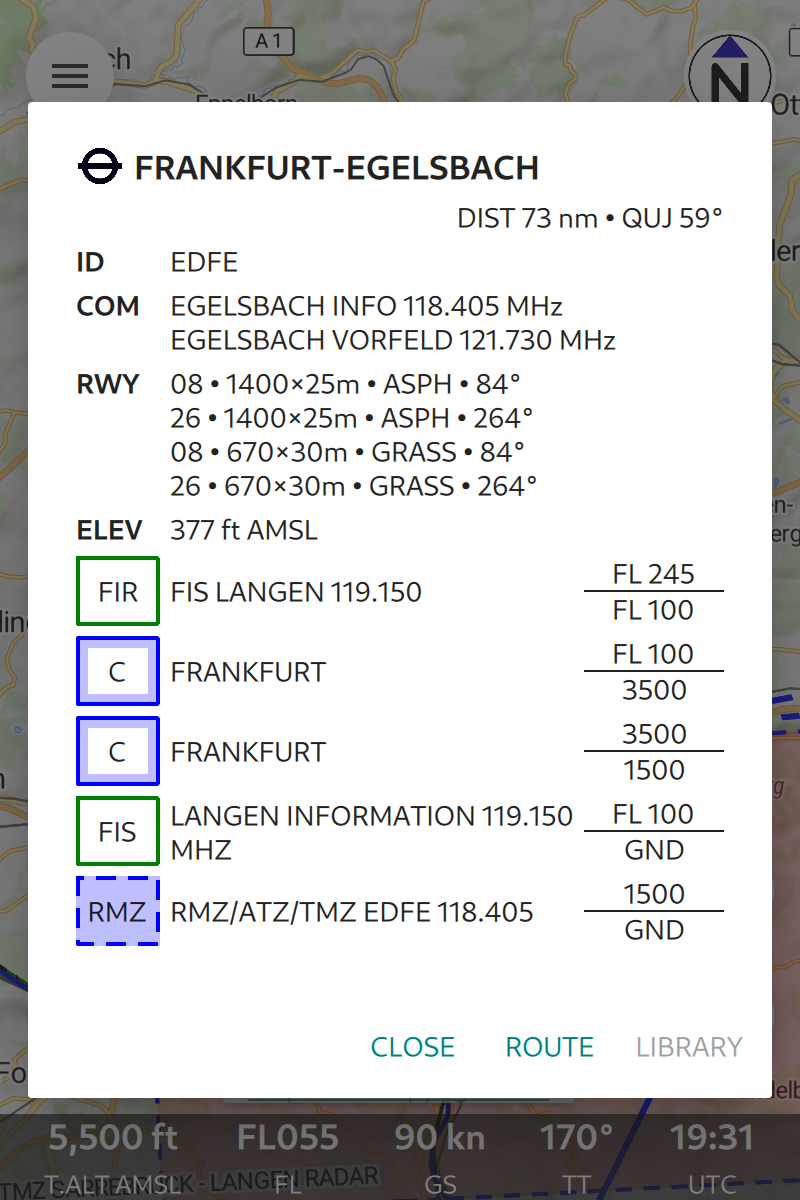 A 1
ch
Eppelborn
N
Ot
FRANKFURT-EGELSBACH
DIST 73 nm • QUJ 59°
ID EDFE
COM EGELSBACH INFO 118.405 MHz
EGELSBACH VORFELD 121.730 MHz
RWY 08 • 1400×25m • ASPH • 84°
26 • 1400×25m • ASPH • 264°
08 • 670×30m • GRASS • 84°
26 • 670×30m • GRASS • 264°
ELEV 377 ft AMSL
FIR FIS LANGEN 119.150 FL 245
FL 100
C FRANKFURT FL 100
3500
C FRANKFURT 3500
1500
FIS LANGEN INFORMATION 119.150 MHZ FL 100
GND
RMZ RMZ/ATZ/TMZ EDFE 118.405 1500
GND
CLOSE ROUTE LIBRARY
Fo
5,500 ft FL055 90 kn 170° 19:31
T.ALT AMSL FL GS TT UTC